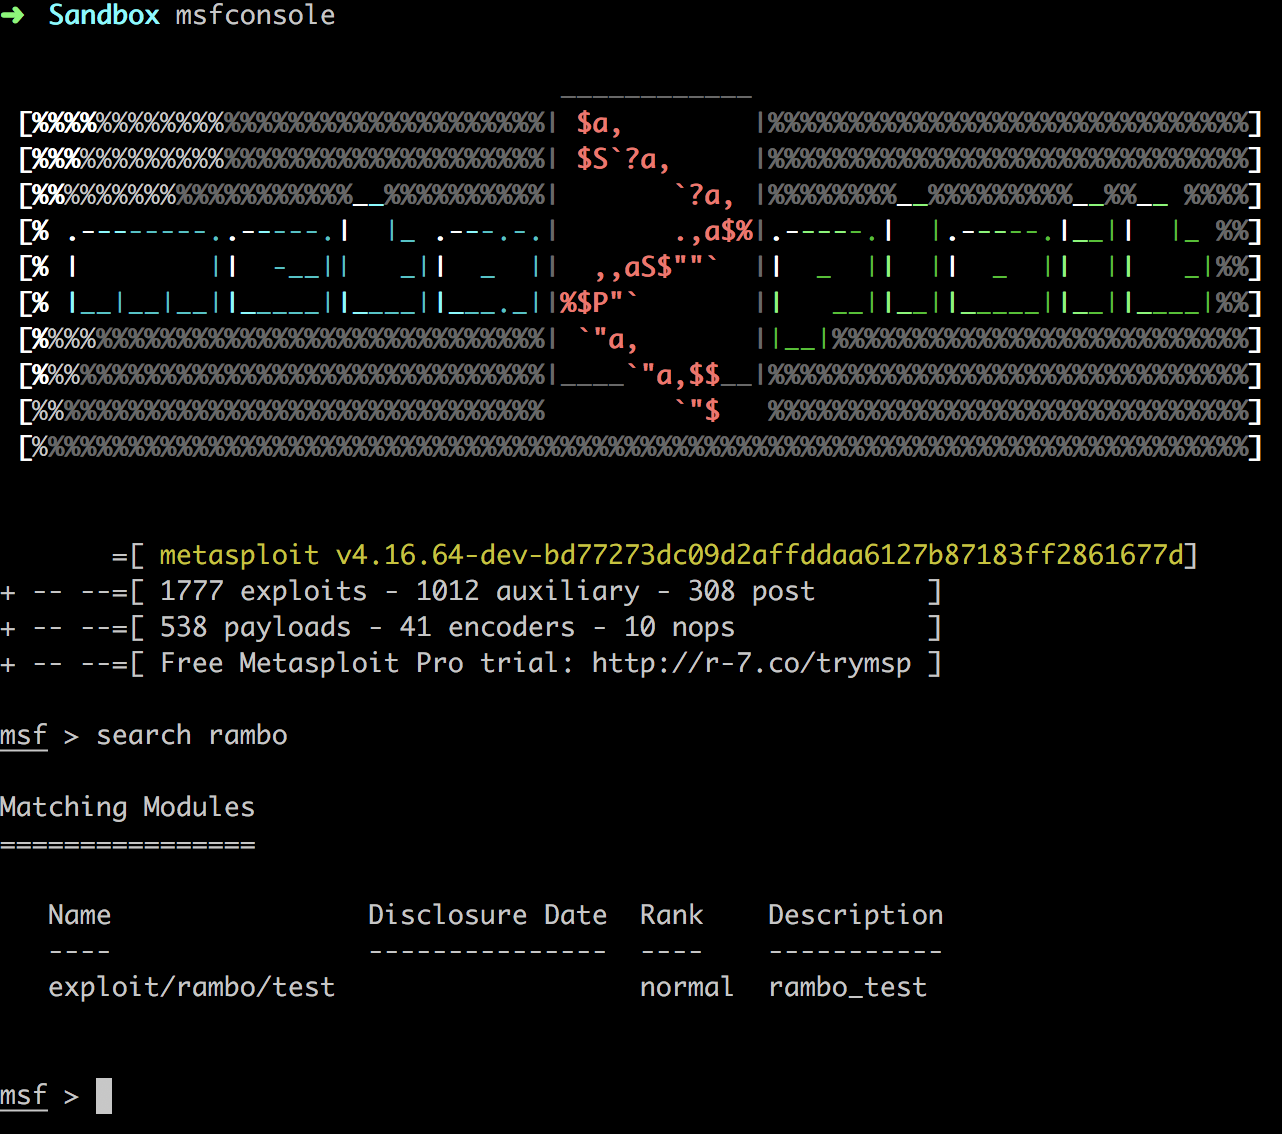 ➜ Sandbox msfconsole
                                   ____________
 [%%%%%%%%%%%%%%%%%%%%%%%%%%%%%%%%| $a,        |%%%%%%%%%%%%%%%%%%%%%%%%%%%%%%]
 [%%%%%%%%%%%%%%%%%%%%%%%%%%%%%%%%| $S`?a,     |%%%%%%%%%%%%%%%%%%%%%%%%%%%%%%]
 [%%%%%%%%%%%%%%%%%%%%__%%%%%%%%%%|       `?a, |%%%%%%%%__%%%%%%%%%__%%__ %%%%]
 [% .--------..-----.|  |_ .---.-.|       .,a$%|.-----.|  |.-----.|__||  |_ %%]
 [% |        ||  -__||   _||  _  ||  ,,aS$""`  ||  _  ||  ||  _  ||  ||   _|%%]
 [% |__|__|__||_____||____||___._||%$P"`       ||   __||__||_____||__||____|%%]
 [%%%%%%%%%%%%%%%%%%%%%%%%%%%%%%%%| `"a,       ||__|%%%%%%%%%%%%%%%%%%%%%%%%%%]
 [%%%%%%%%%%%%%%%%%%%%%%%%%%%%%%%%|____`"a,$$__|%%%%%%%%%%%%%%%%%%%%%%%%%%%%%%]
 [%%%%%%%%%%%%%%%%%%%%%%%%%%%%%%%%        `"$   %%%%%%%%%%%%%%%%%%%%%%%%%%%%%%]
 [%%%%%%%%%%%%%%%%%%%%%%%%%%%%%%%%%%%%%%%%%%%%%%%%%%%%%%%%%%%%%%%%%%%%%%%%%%%%]
       =[ metasploit v4.16.64-dev-bd77273dc09d2affddaa6127b87183ff2861677d]
+ -- --=[ 1777 exploits - 1012 auxiliary - 308 post       ]
+ -- --=[ 538 payloads - 41 encoders - 10 nops            ]
+ -- --=[ Free Metasploit Pro trial: http://r-7.co/trymsp ]
msf > search rambo
Matching Modules
================
   Name                Disclosure Date  Rank    Description
   ----                ---------------  ----    -----------
   exploit/rambo/test                   normal  rambo_test
msf >